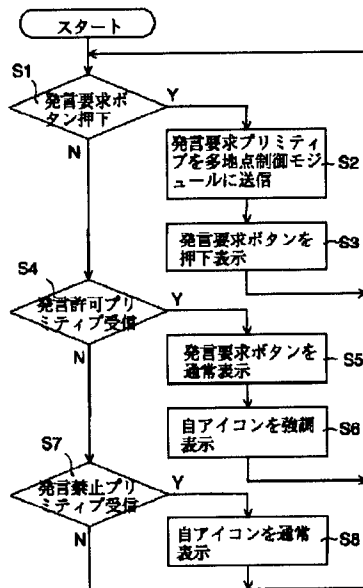 スタート
S1
発言要求ボ
タン押下
Y
N
発言要求プリミティ
ブを多地点制御モジ
ュールに送信
S2
発言要求ボタンを
押下表示
S3
S4
発言許可プリ
ミティブ受信
Y
N
発言要求ボタンを
通常表示
S5
自アイコンを強調
表示
S6
S7
発言禁止プリ
ミティブ受信
Y
N
自アイコンを通常
表示
S8